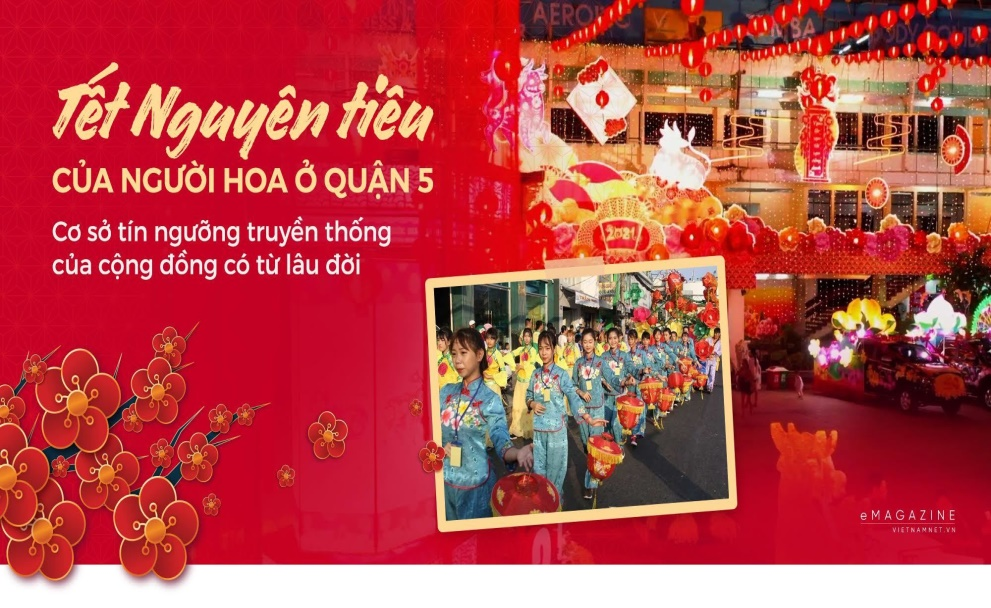 AEROBIC
Tết Nguyên tiêu
CỦA NGƯỜI HOA Ở QUẬN 5
Cơ sở tín ngưỡng truyền thống
của cộng đồng có từ lâu đời
2021
eMAGAZINE
VIETNAMNET.VN